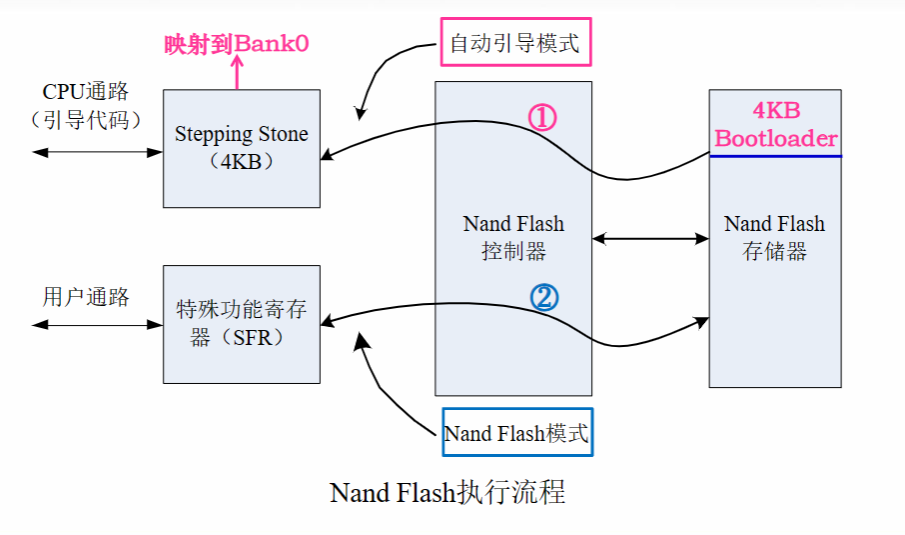 映射到Bank0
自动引导模式
CPU通路
（引导代码）
Stepping Stone
（4KB）
①
4KB
Bootloader
Nand Flash
控制器
Nand Flash
存储器
用户通路
特殊功能寄存
器（SFR）
②
Nand Flash模式
Nand Flash执行流程